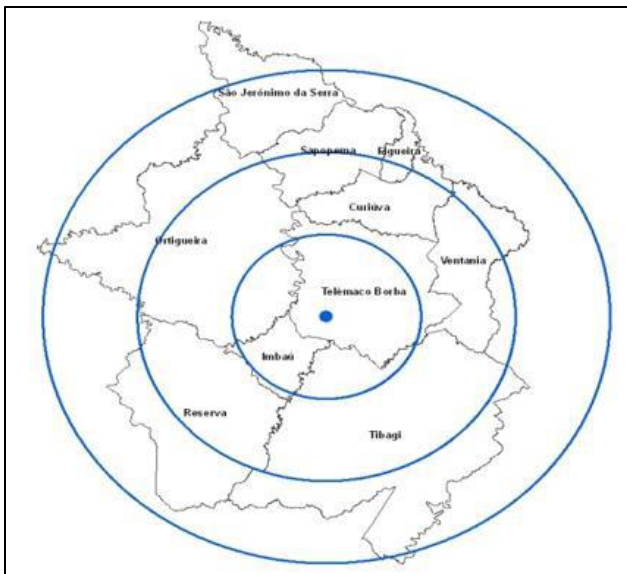 São Jerônimo da Serra
Sapopema
Figueira
Curiúva
Ortigueira
Ventania
Telêmaco Borba
Imbaú
Reserva
Tibagi